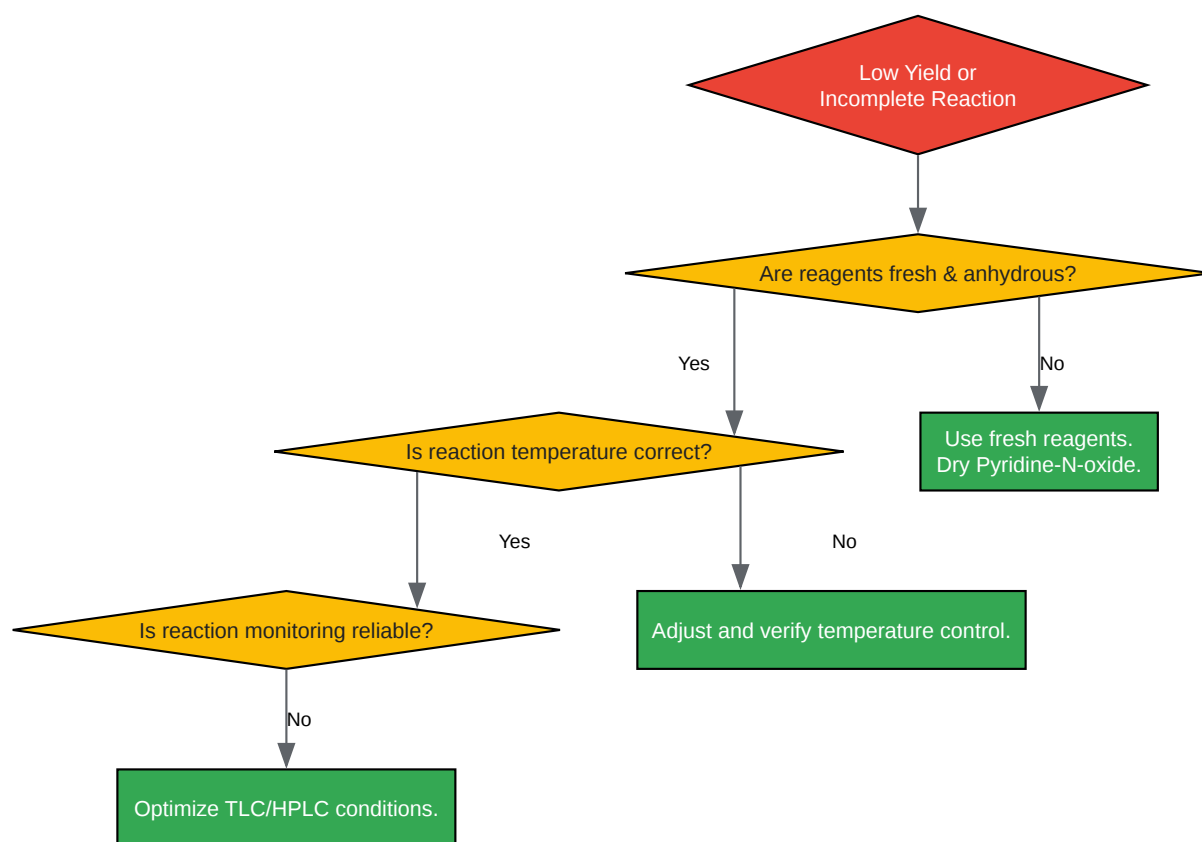 Low Yield or
Incomplete Reaction
Are reagents fresh & anhydrous?
Yes
No
Use fresh reagents.
Dry Pyridine-N-oxide.
Is reaction temperature correct?
Yes
No
Is reaction monitoring reliable?
Adjust and verify temperature control.
No
Optimize TLC/HPLC conditions.